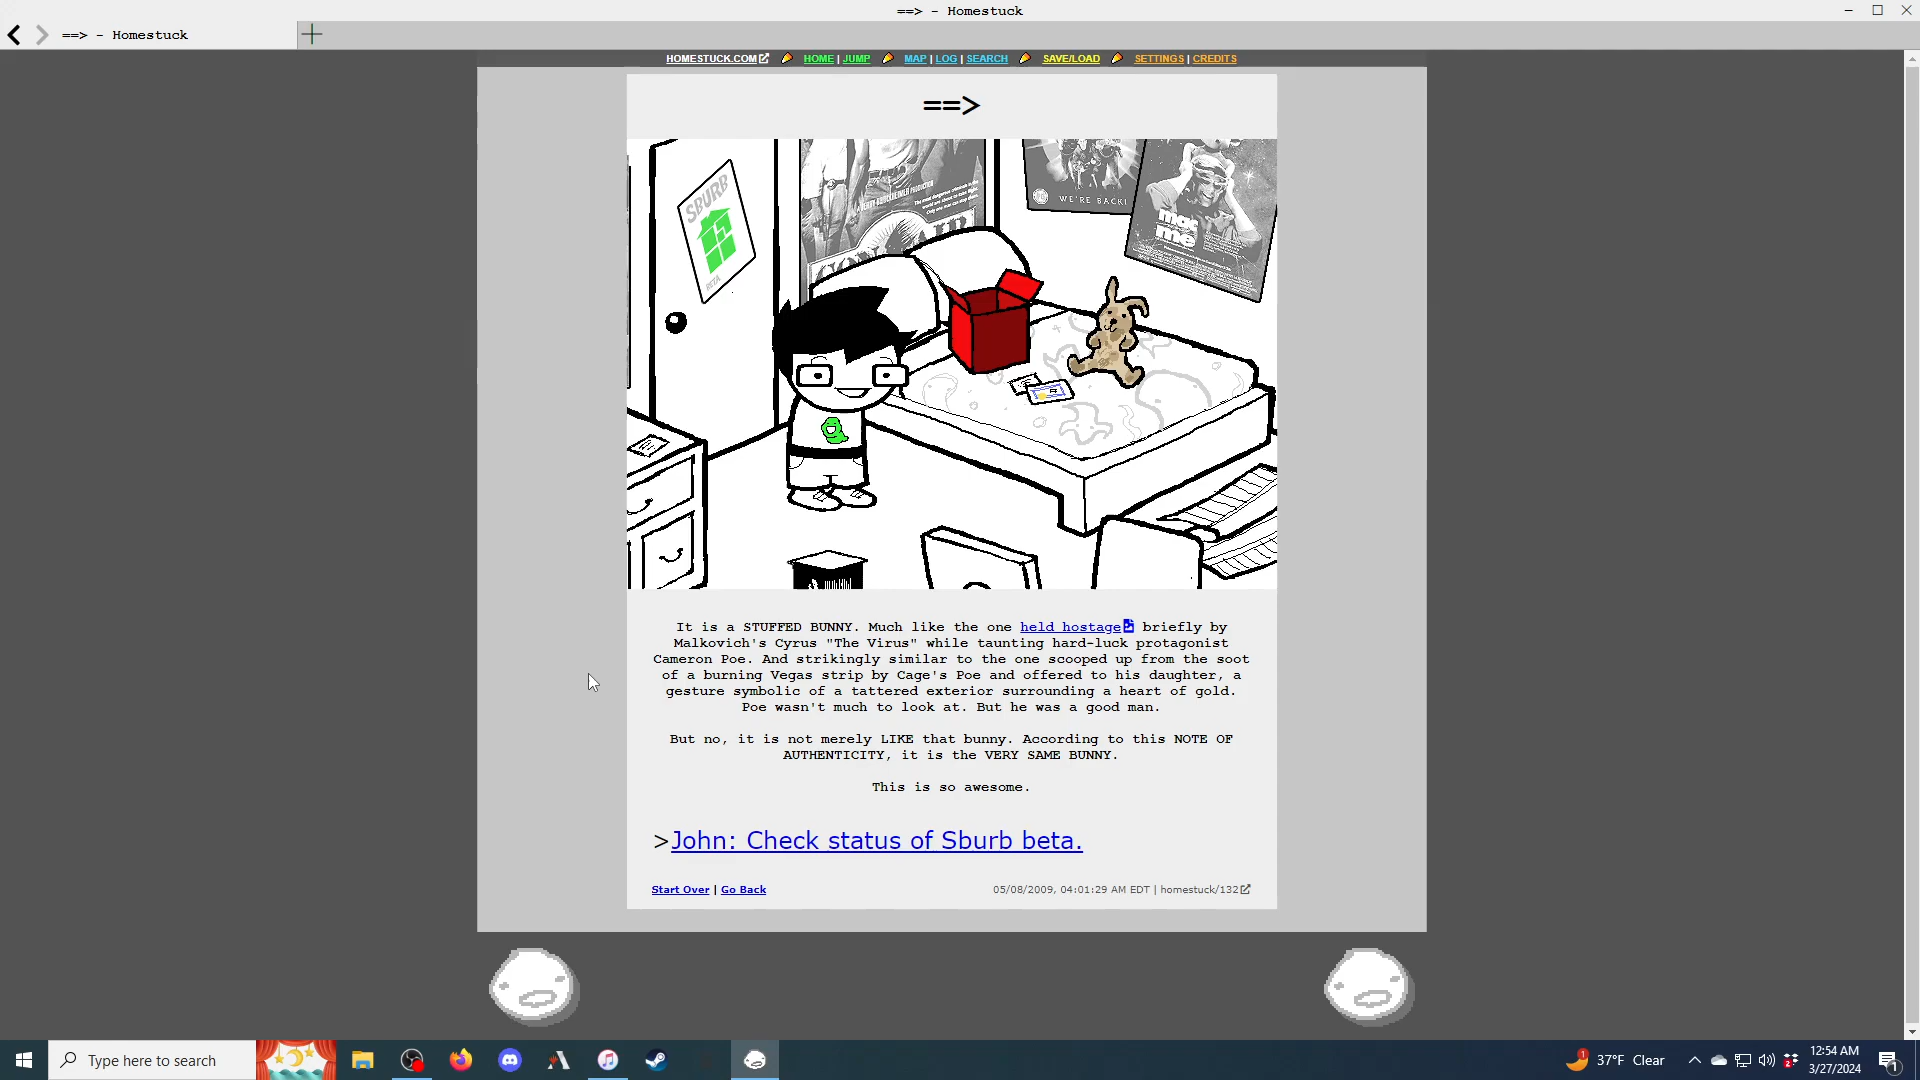 ==> - Homestuck
==> - Homestuck
HOMESTUCK.COM HOME | JUMP MAP | LOG | SEARCH SAVE/LOAD SETTINGS | CREDITS
==>
SBURB
BETA
CON AIR
WE'RE BACK!
mac
me
It is a STUFFED BUNNY. Much like the one held hostage briefly by
Malkovich's Cyrus "The Virus" while taunting hard-luck protagonist
Cameron Poe. And strikingly similar to the one scooped up from the soot
of a burning Vegas strip by Cage's Poe and offered to his daughter, a
gesture symbolic of a tattered exterior surrounding a heart of gold.
Poe wasn't much to look at. But he was a good man.
But no, it is not merely LIKE that bunny. According to this NOTE OF
AUTHENTICITY, it is the VERY SAME BUNNY.
This is so awesome.
>John: Check status of Sburb beta.
Start Over | Go Back 05/08/2009, 04:01:29 AM EDT | homestuck/132
Type here to search
37°F Clear
12:54 AM
3/27/2024